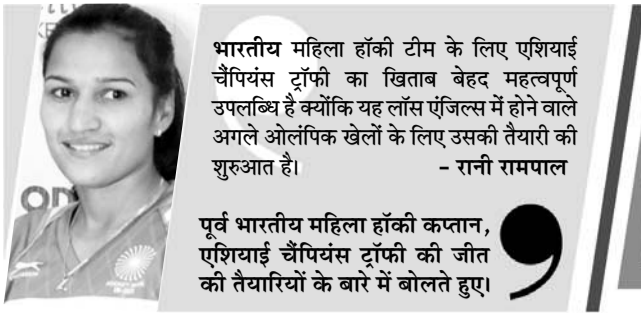 भारतीय महिला हॉकी टीम के लिए एशियाई
चैंपियंस ट्रॉफी का खिताब बेहद महत्वपूर्ण
उपलब्धि है क्योंकि यह लॉस एंजिल्स में होने वाले
अगले ओलंपिक खेलों के लिए उसकी तैयारी की
शुरुआत है।
– रानी रामपाल
पूर्व भारतीय महिला हॉकी कप्तान,
एशियाई चैंपियंस ट्रॉफी की जीत
की तैयारियों के बारे में बोलते हुए।